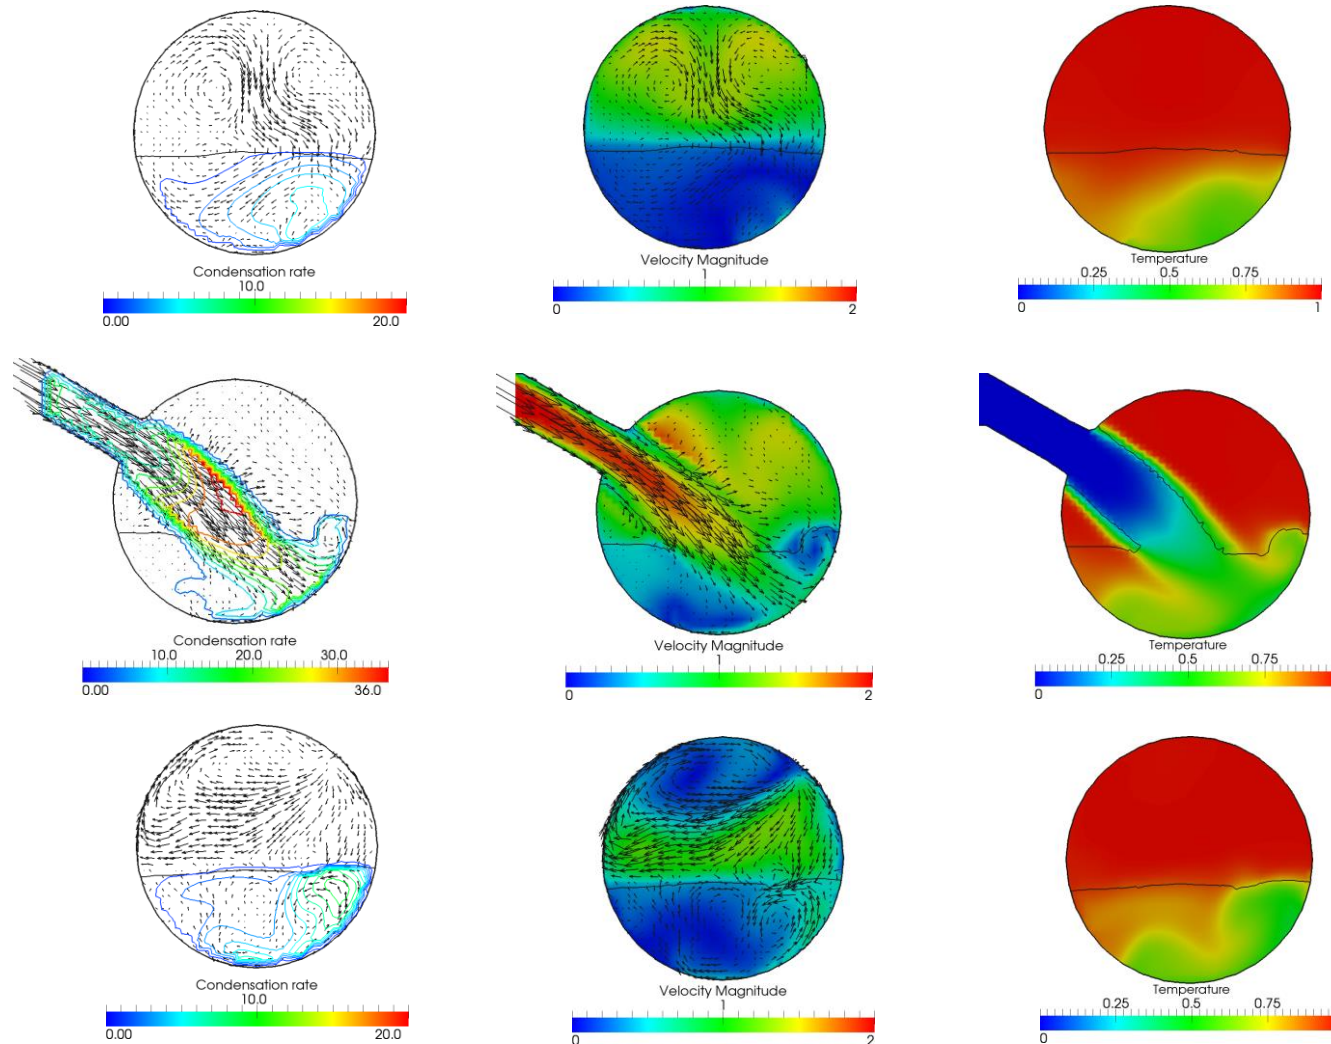 Condensation rate
10.0
0.00 20.0
Velocity Magnitude
1
0 2
Temperature
0.25 0.5 0.75
0 1
Condensation rate
10.0 20.0 30.0
0.00 36.0
Velocity Magnitude
1
0 2
Temperature
0.25 0.5 0.75
0
Condensation rate
10.0
0.00 20.0
Velocity Magnitude
1
0 2
Temperature
0.25 0.5 0.75
0